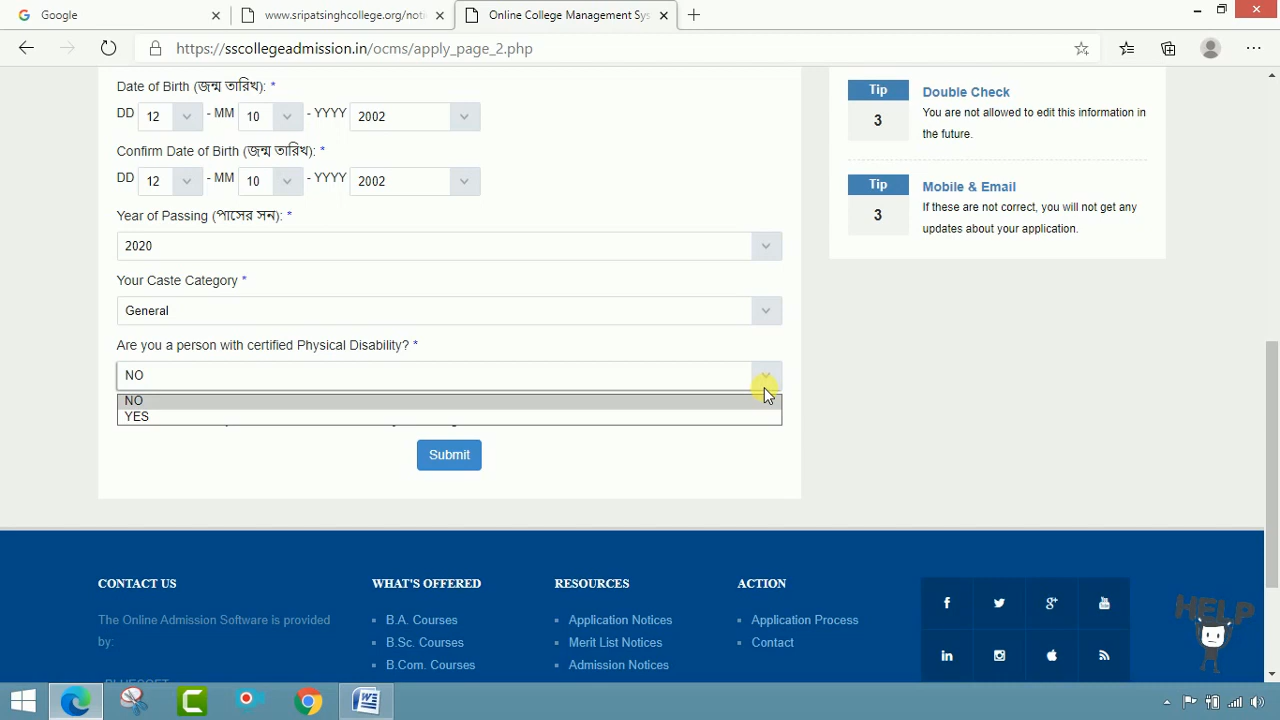 Google
www.sripatsinghcollege.org/note
Online College Management Sys
https://sscollegeadmission.in/ocms/apply_page_2.php
Date of Birth (জন্ম তারিখ): *
DD 12 - MM 10 - YYYY 2002
Confirm Date of Birth (জন্ম তারিখ): *
DD 12 - MM 10 - YYYY 2002
Year of Passing (পাসের সন): *
2020
Your Caste Category *
General
Are you a person with certified Physical Disability? *
NO
NO
YES
Submit
Tip
3
Double Check
You are not allowed to edit this information in
the future.
Tip
3
Mobile & Email
If these are not correct, you will not get any
updates about your application.
CONTACT US
The Online Admission Software is provided
by:
WHAT'S OFFERED
B.A. Courses
B.Sc. Courses
B.Com. Courses
RESOURCES
Application Notices
Merit List Notices
Admission Notices
ACTION
Application Process
Contact
HELP